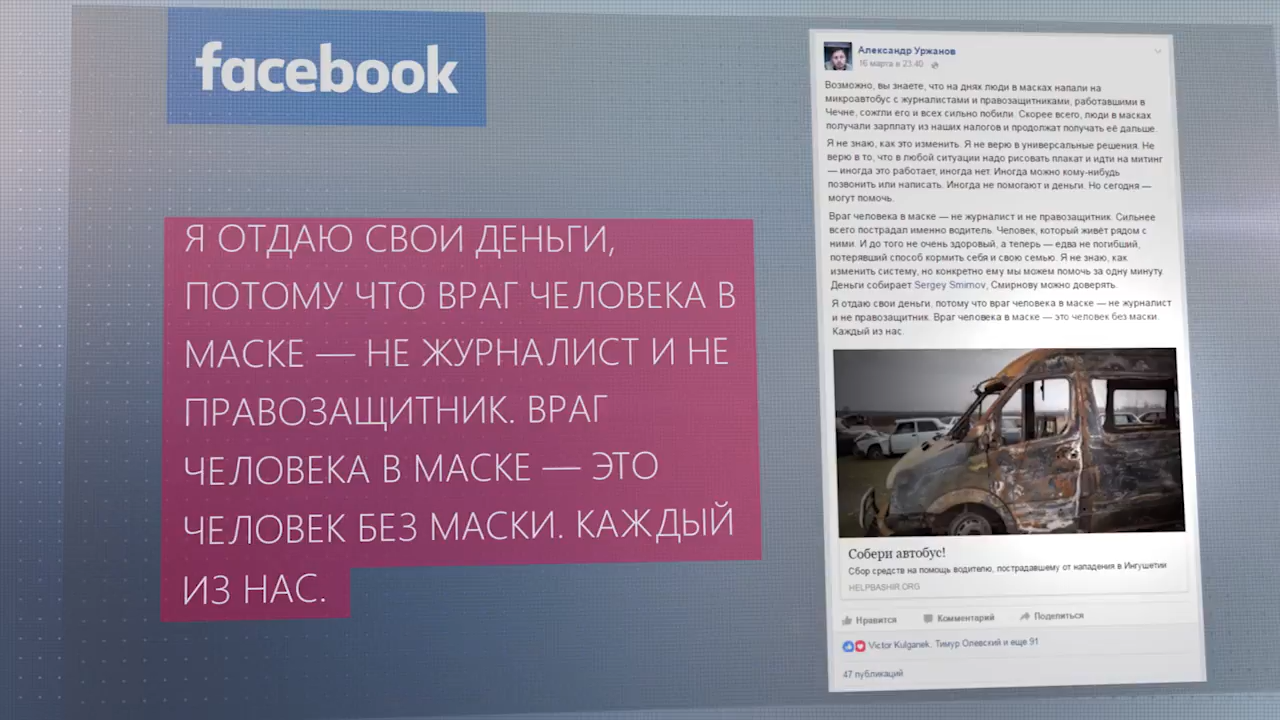 facebook
Я ОТДАЮ СВОИ ДЕНЬГИ,
ПОТОМУ ЧТО ВРАГ ЧЕЛОВЕКА В
МАСКЕ — НЕ ЖУРНАЛИСТ И НЕ
ПРАВОЗАЩИТНИК. ВРАГ
ЧЕЛОВЕКА В МАСКЕ — ЭТО
ЧЕЛОВЕК БЕЗ МАСКИ. КАЖДЫЙ
ИЗ НАС.
Александр Уржанов
16 марта в 23:40
Возможно, вы знаете, что на днях люди в масках напали на
микроавтобус с журналистами и правозащитниками, работавшими в
Чечне, сожгли его и всех сильно побили. Скорее всего, люди в масках
получали зарплату из наших налогов и продолжат получать её дальше.
Я не знаю, как это изменить. Я не верю в универсальные решения. Не
верю в то, что в любой ситуации надо рисовать плакат и идти на митинг
— иногда это работает, иногда нет. Иногда можно кому-нибудь
позвонить или написать. Иногда не помогают и деньги. Но сегодня —
могут помочь.
Враг человека в маске — не журналист и не правозащитник. Сильнее
всего пострадал именно водитель. Человек, который живёт рядом с
ними. И до того не очень здоровый, а теперь — едва не погибший,
потерявший способ кормить себя и свою семью. Я не знаю, как
изменить систему, но конкретно ему мы можем помочь за одну минуту.
Деньги собирает Sergey Smirnov, Смирнову можно доверять.
Я отдаю свои деньги, потому что враг человека в маске — не журналист
и не правозащитник. Враг человека в маске — это человек без маски.
Каждый из нас.
Собери автобус!
Сбор средств на помощь водителю, пострадавшему от нападения в Ингушетии
HELPBASHIR.ORG
Нравится Комментарий Поделиться
Victor Kulganek, Тимур Олевский и еще 91
47 публикаций